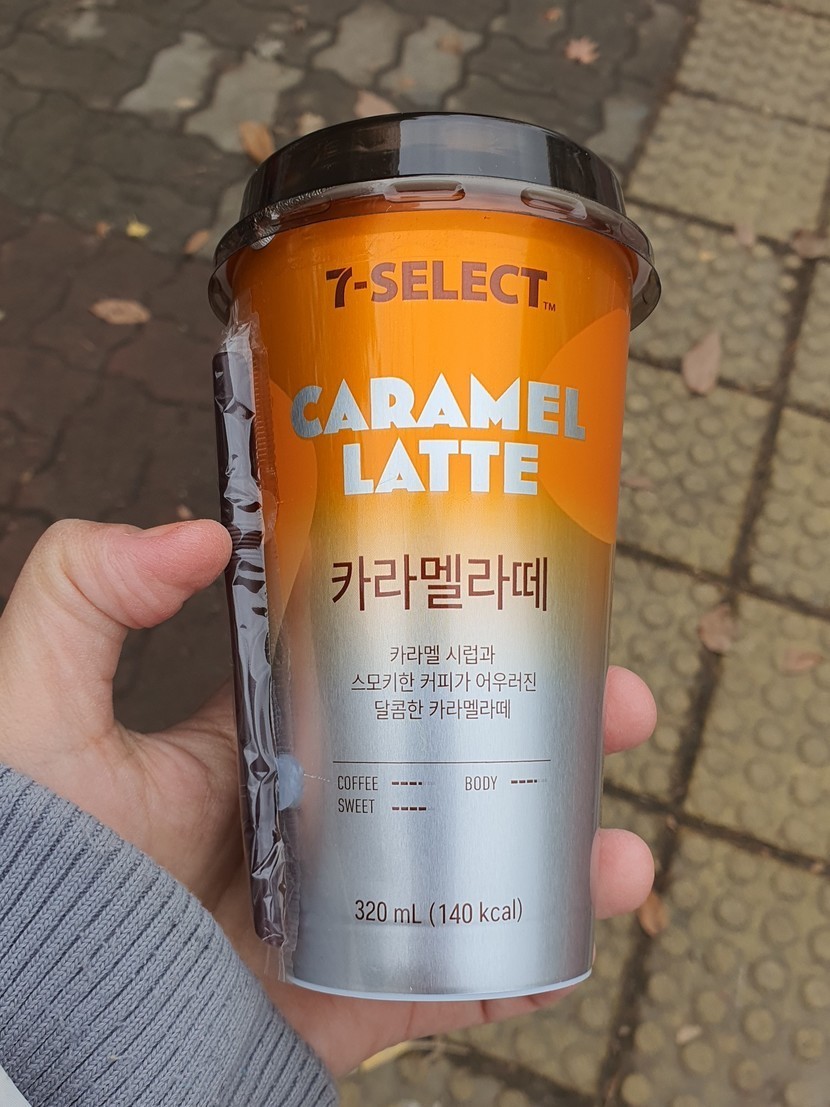 7-SELECT™
CARAMEL
LATTE
카라멜라떼
카라멜 시럽과
스모키한 커피가 어우러진
달콤한 카라멜라떼
COFFEE BODY
SWEET
320 mL (140 kcal)